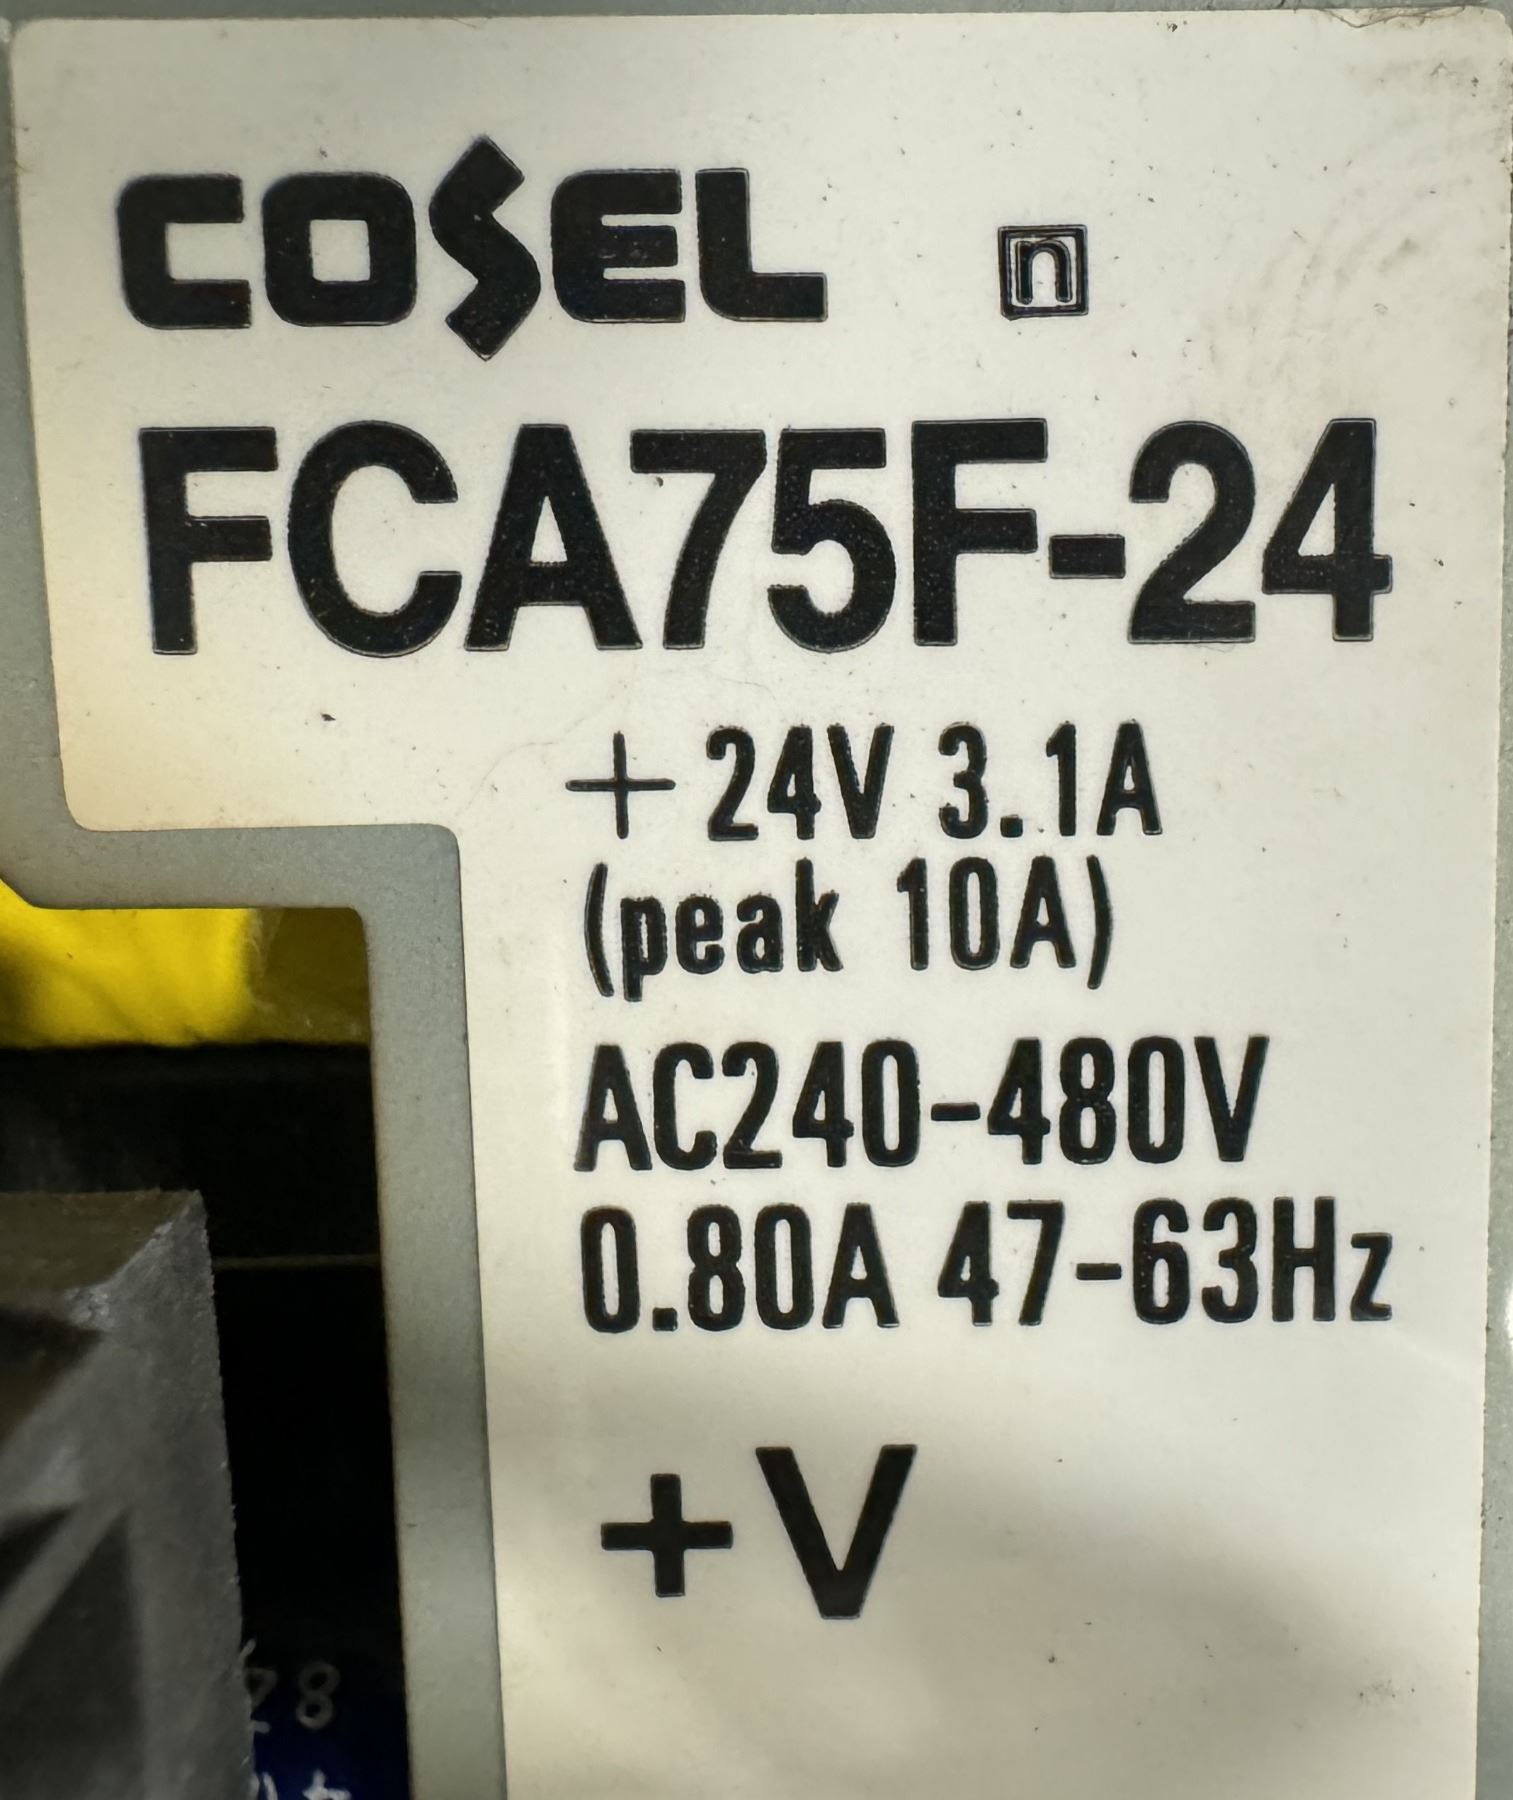 COSEL n
FCA75F-24
+24V 3.1A
(peak 10A)
AC240-480V
0.80A 47-63Hz
+V